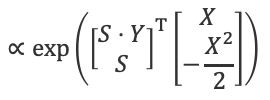 ∝ exp([S · Y; S]ᵀ [X; −X²/2])